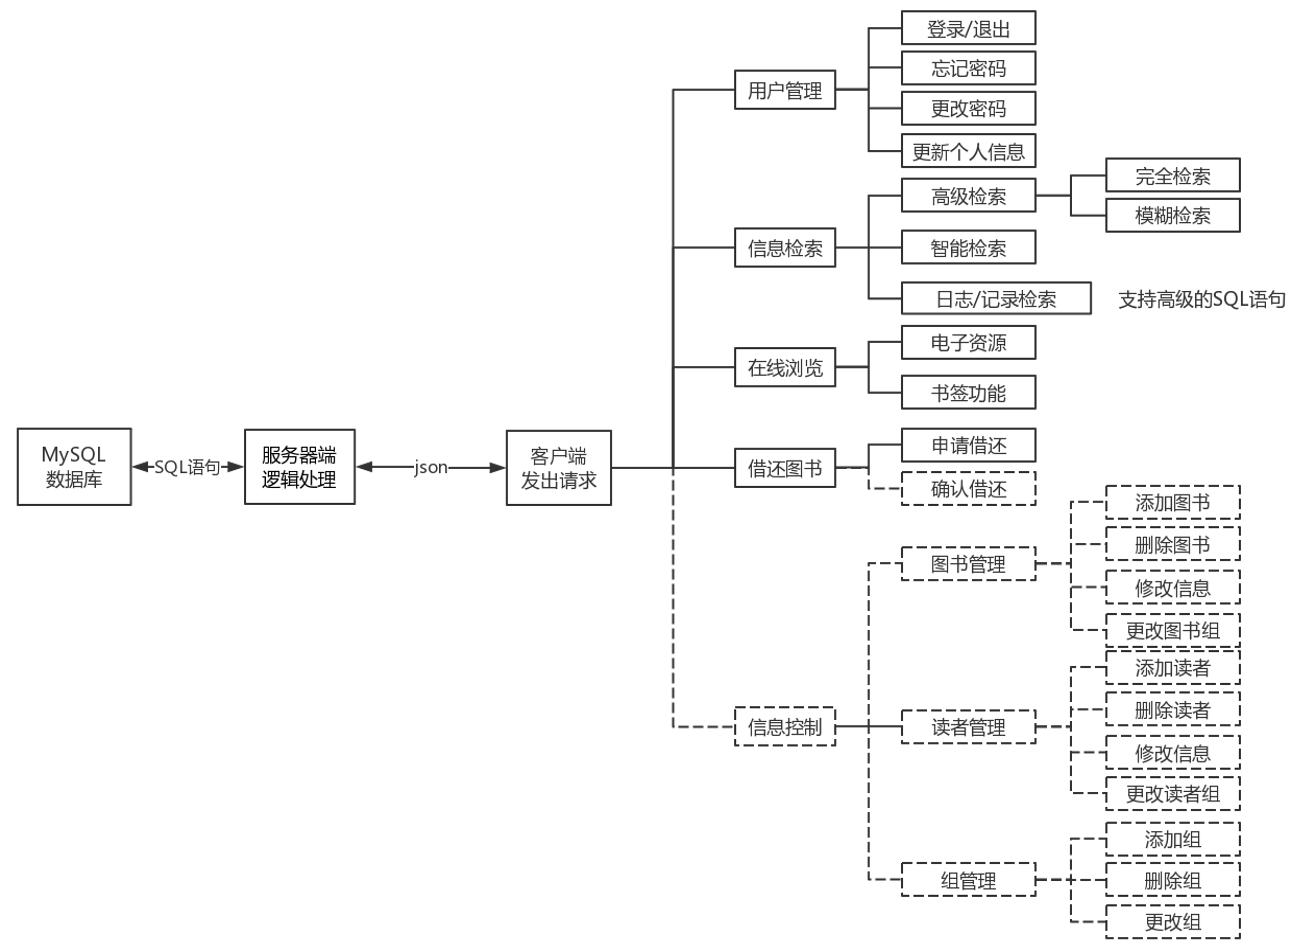 登录/退出
忘记密码
用户管理
更改密码
更新个人信息
高级检索
完全检索
模糊检索
信息检索
智能检索
日志/记录检索
支持高级的SQL语句
电子资源
在线浏览
书签功能
MySQL
数据库
SQL语句
服务器端
逻辑处理
json
客户端
发出请求
借还图书
申请借还
确认借还
添加图书
删除图书
图书管理
修改信息
更改图书组
添加读者
删除读者
信息控制
读者管理
修改信息
更改读者组
添加组
组管理
删除组
更改组